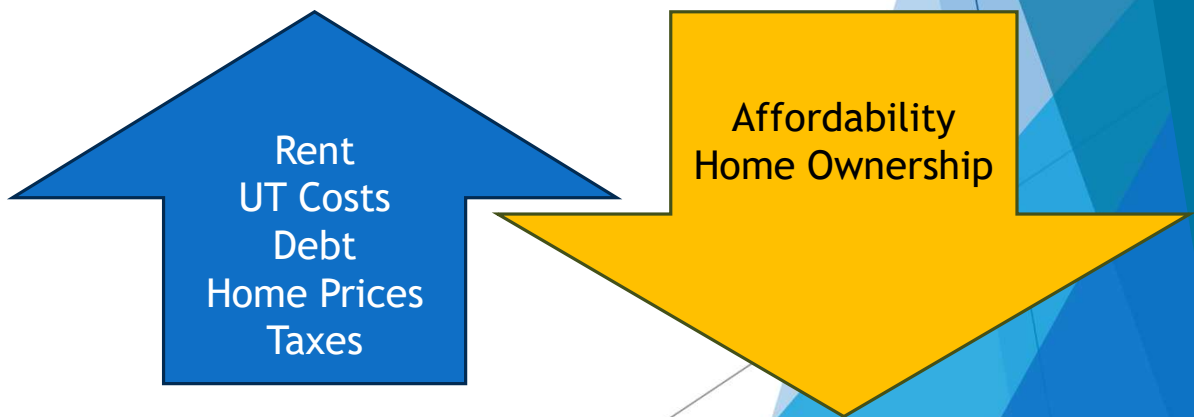 Rent
UT Costs
Debt
Home Prices
Taxes
Affordability
Home Ownership